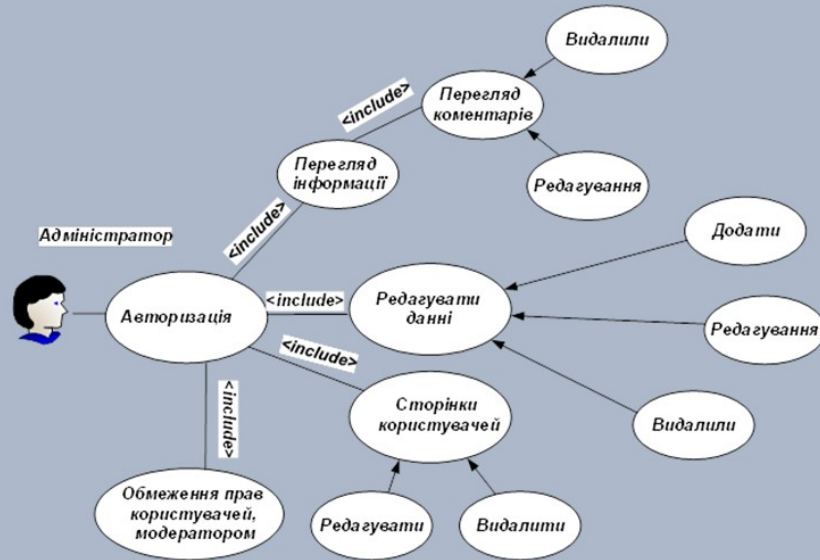 Видалили
<include>
Перегляд
коментарів
Перегляд
інформації
Редагування
<include>
Адміністратор
Додати
Авторизація
<include>
Редагувати
данні
Редагування
<include>
<include>
Сторінки
користувачей
Видалили
Обмеження прав
користувачей,
модератором
Редагувати
Видалити